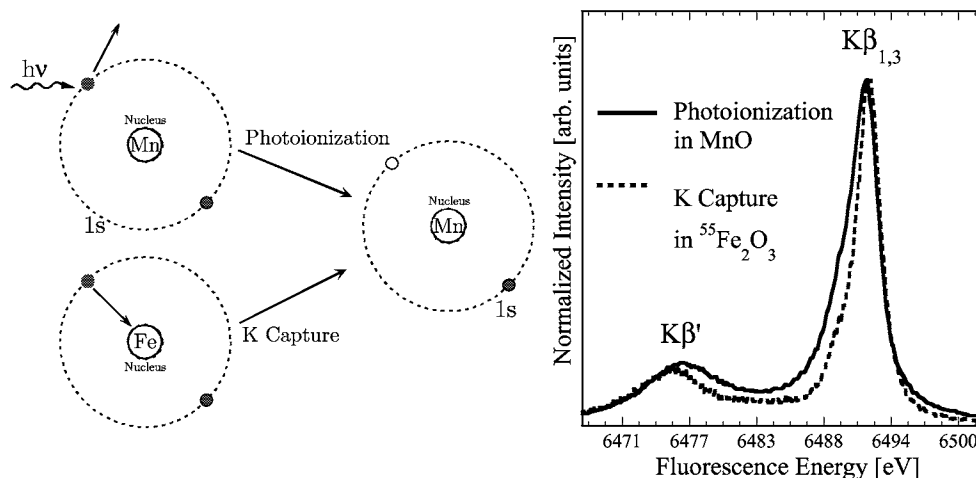 hν
Nucleus
Mn
1s
Photoionization
Fe
Nucleus
K Capture
Nucleus
Mn
1s
Normalized Intensity [arb. units]
Kβ1,3
Photoionization
in MnO
K Capture
in 55Fe2O3
Kβ'
6471 6477 6483 6488 6494 6500
Fluorescence Energy [eV]